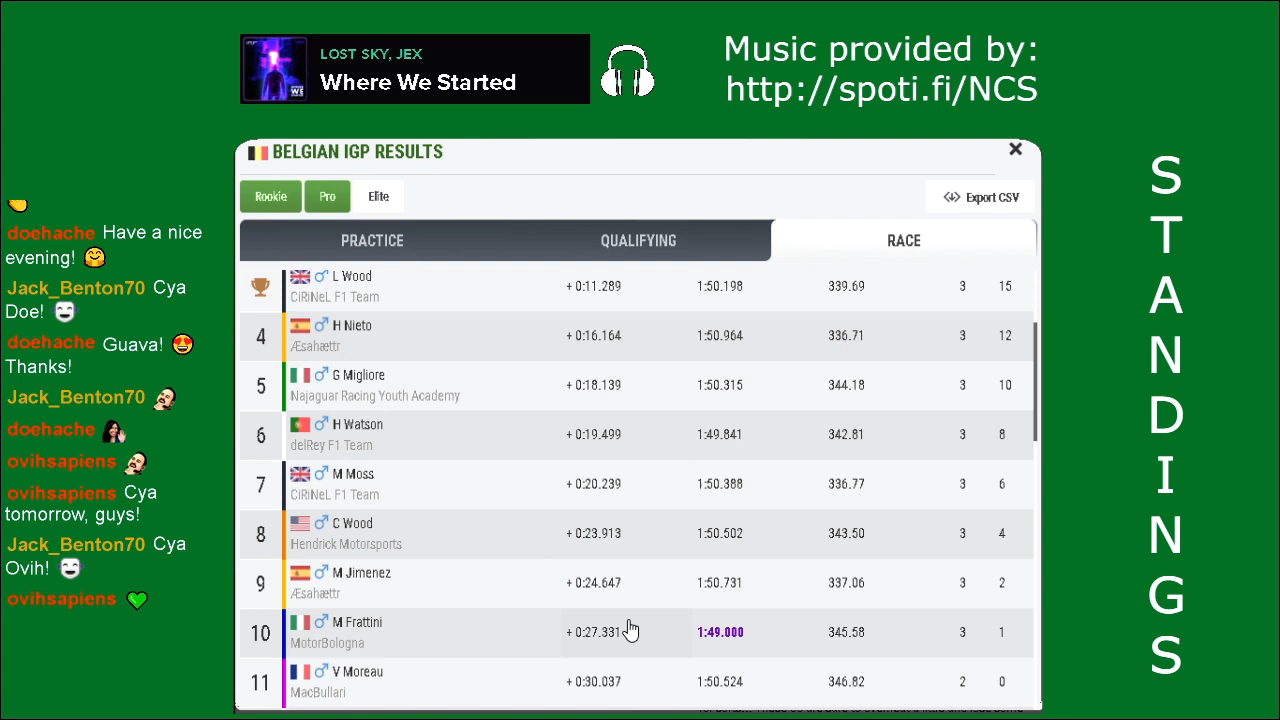 LOST SKY, JEX
Where We Started
Music provided by:
http://spoti.fi/NCS
doehache Have a nice
evening!
Jack_Benton70 Cya
Doe!
doehache Guava!
Thanks!
Jack_Benton70
doehache
ovihsapiens
ovihsapiens Cya
tomorrow, guys!
Jack_Benton70 Cya
Ovih!
ovihsapiens
BELGIAN IGP RESULTS
Rookie Pro Elite Export CSV
PRACTICE QUALIFYING RACE
L Wood + 0:11.289 1:50.198 339.69 3 15
CiRiNeL F1 Team
4 H Nieto + 0:16.164 1:50.964 336.71 3 12
Æsahættr
5 G Migliore + 0:18.139 1:50.315 344.18 3 10
Najaguar Racing Youth Academy
6 H Watson + 0:19.499 1:49.841 342.81 3 8
delRey F1 Team
7 M Moss + 0:20.239 1:50.388 336.77 3 6
CiRiNeL F1 Team
8 C Wood + 0:23.913 1:50.502 343.50 3 4
Hendrick Motorsports
9 M Jimenez + 0:24.647 1:50.731 337.06 3 2
Æsahættr
10 M Frattini + 0:27.331 1:49.000 345.58 3 1
MotorBologna
11 V Moreau + 0:30.037 1:50.524 346.82 2 0
MacBullari
STANDINGS